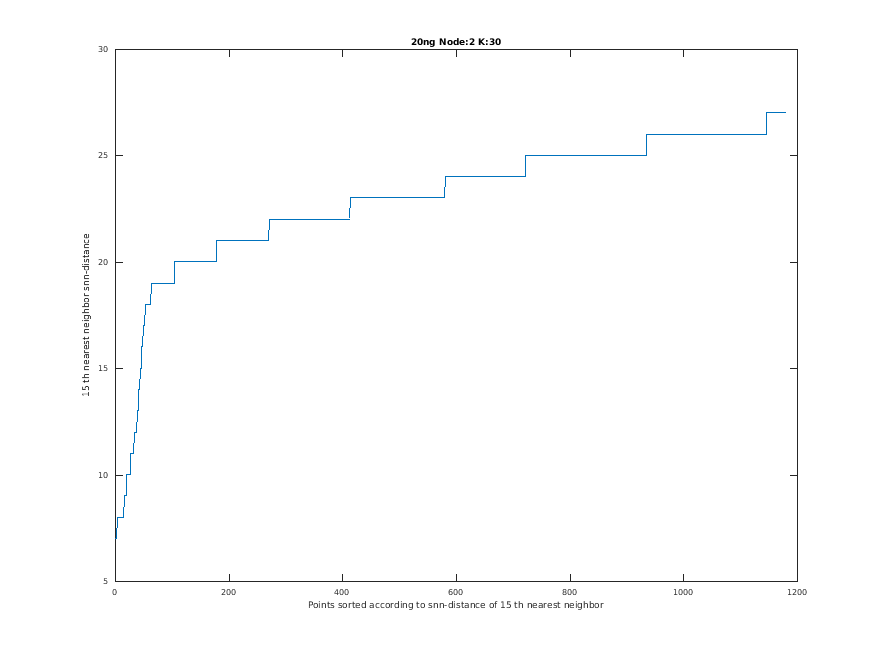 20ng Node:2 K:30
30
25
20
15
10
5
15 th nearest neighbor snn-distance
0 200 400 600 800 1000 1200
Points sorted according to snn-distance of 15 th nearest neighbor